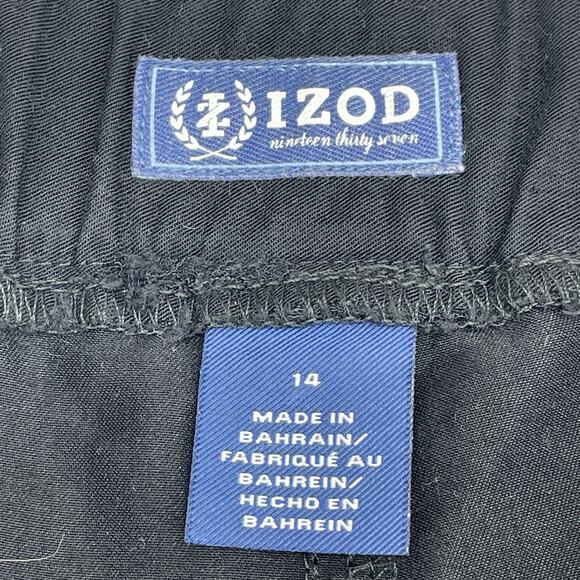 IZOD
nineteen thirty seven
14
MADE IN
BAHRAIN/
FABRIQUÉ AU
BAHREIN/
HECHO EN
BAHREIN